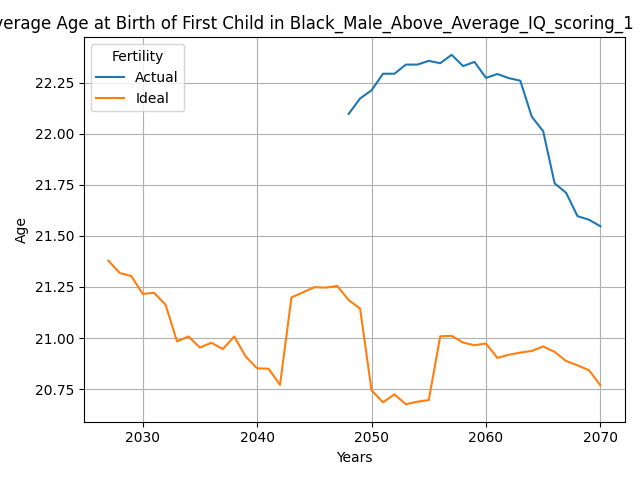 verage Age at Birth of First Child in Black_Male_Above_Average_IQ_scoring_1
Fertility
Actual
Ideal
22.25
22.00
21.75
21.50
21.25
21.00
20.75
Age
2030
2040
2050
2060
2070
Years